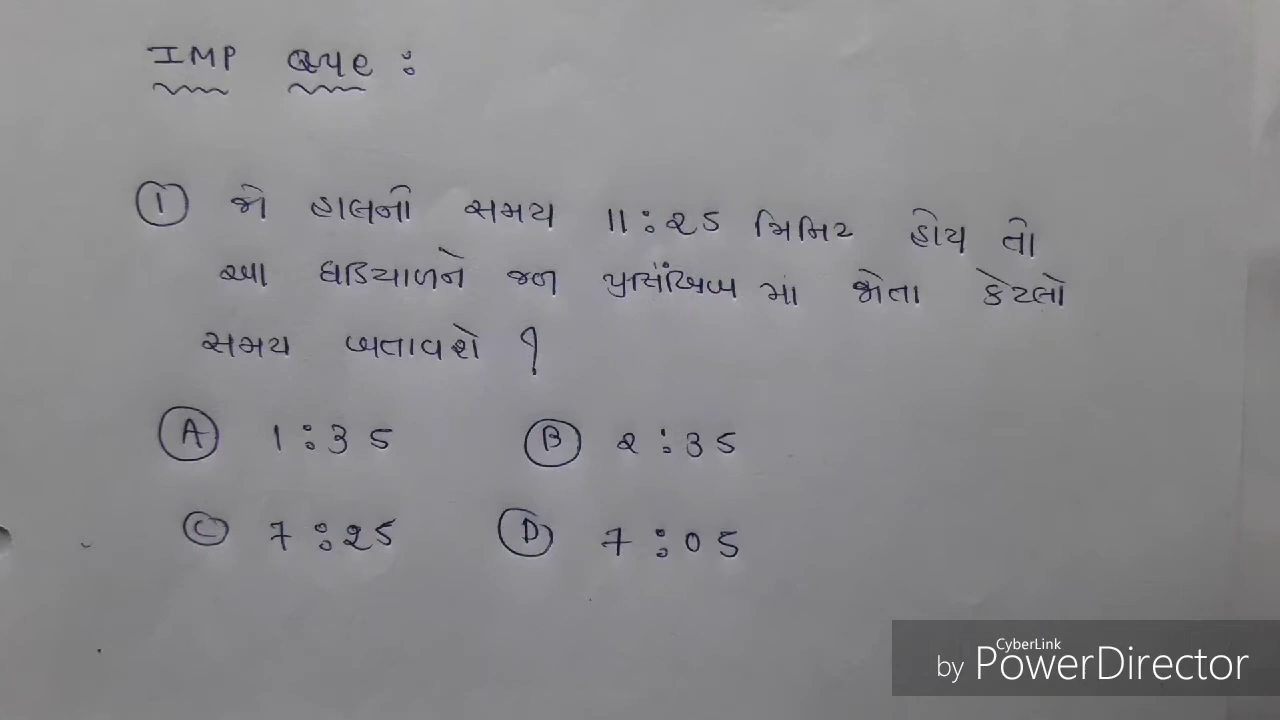 IMP Que :
① જો હાલનો સમય 11:25 મિનિટ હોય તો
આ ઘડિયાળને જળ પ્રતિબિંબ માં જોતા કેટલો
સમય બતાવશે ?
Ⓐ 1:35 Ⓑ 2:35
Ⓒ 7:25 Ⓓ 7:05
CyberLink
by PowerDirector